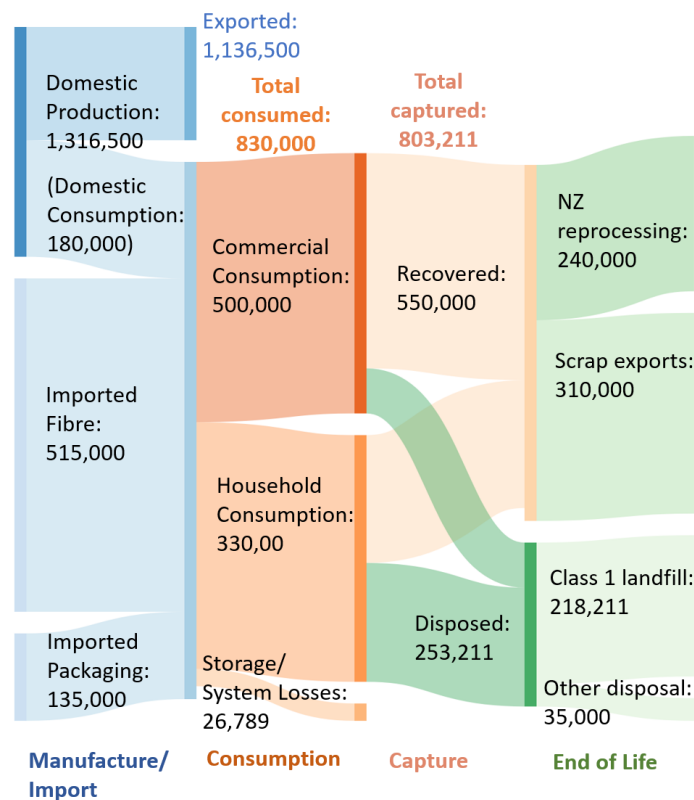 Exported:
1,136,500
Domestic
Production:
1,316,500
(Domestic
Consumption:
180,000)
Imported
Fibre:
515,000
Imported
Packaging:
135,000
Manufacture/
Import
Total
consumed:
830,000
Commercial
Consumption:
500,000
Household
Consumption:
330,00
Storage/
System Losses:
26,789
Consumption
Total
captured:
803,211
Recovered:
550,000
Disposed:
253,211
Capture
NZ
reprocessing:
240,000
Scrap exports:
310,000
Class 1 landfill:
218,211
Other disposal:
35,000
End of Life